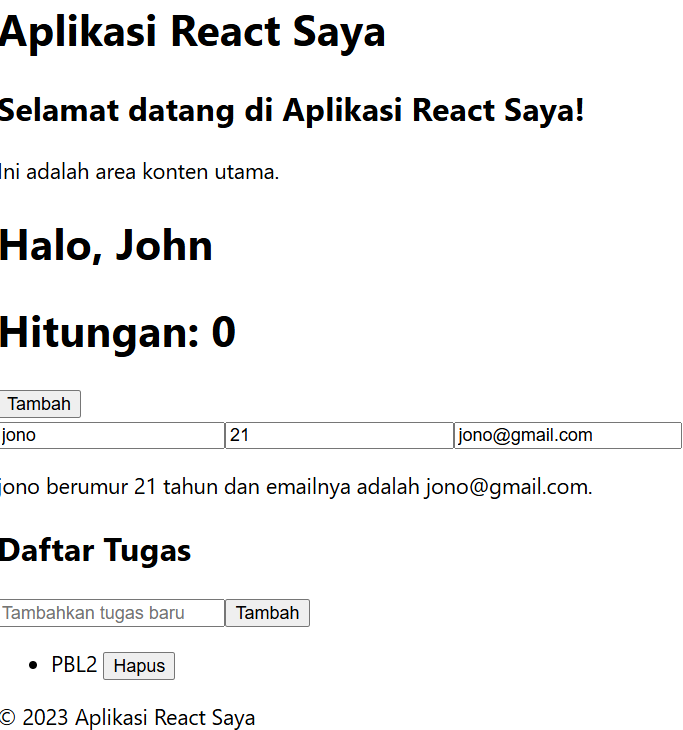 Aplikasi React Saya
Selamat datang di Aplikasi React Saya!
Ini adalah area konten utama.
Halo, John
Hitungan: 0
Tambah
jono 21 jono@gmail.com
jono berumur 21 tahun dan emailnya adalah jono@gmail.com.
Daftar Tugas
Tambahkan tugas baru Tambah
• PBL2 Hapus
© 2023 Aplikasi React Saya